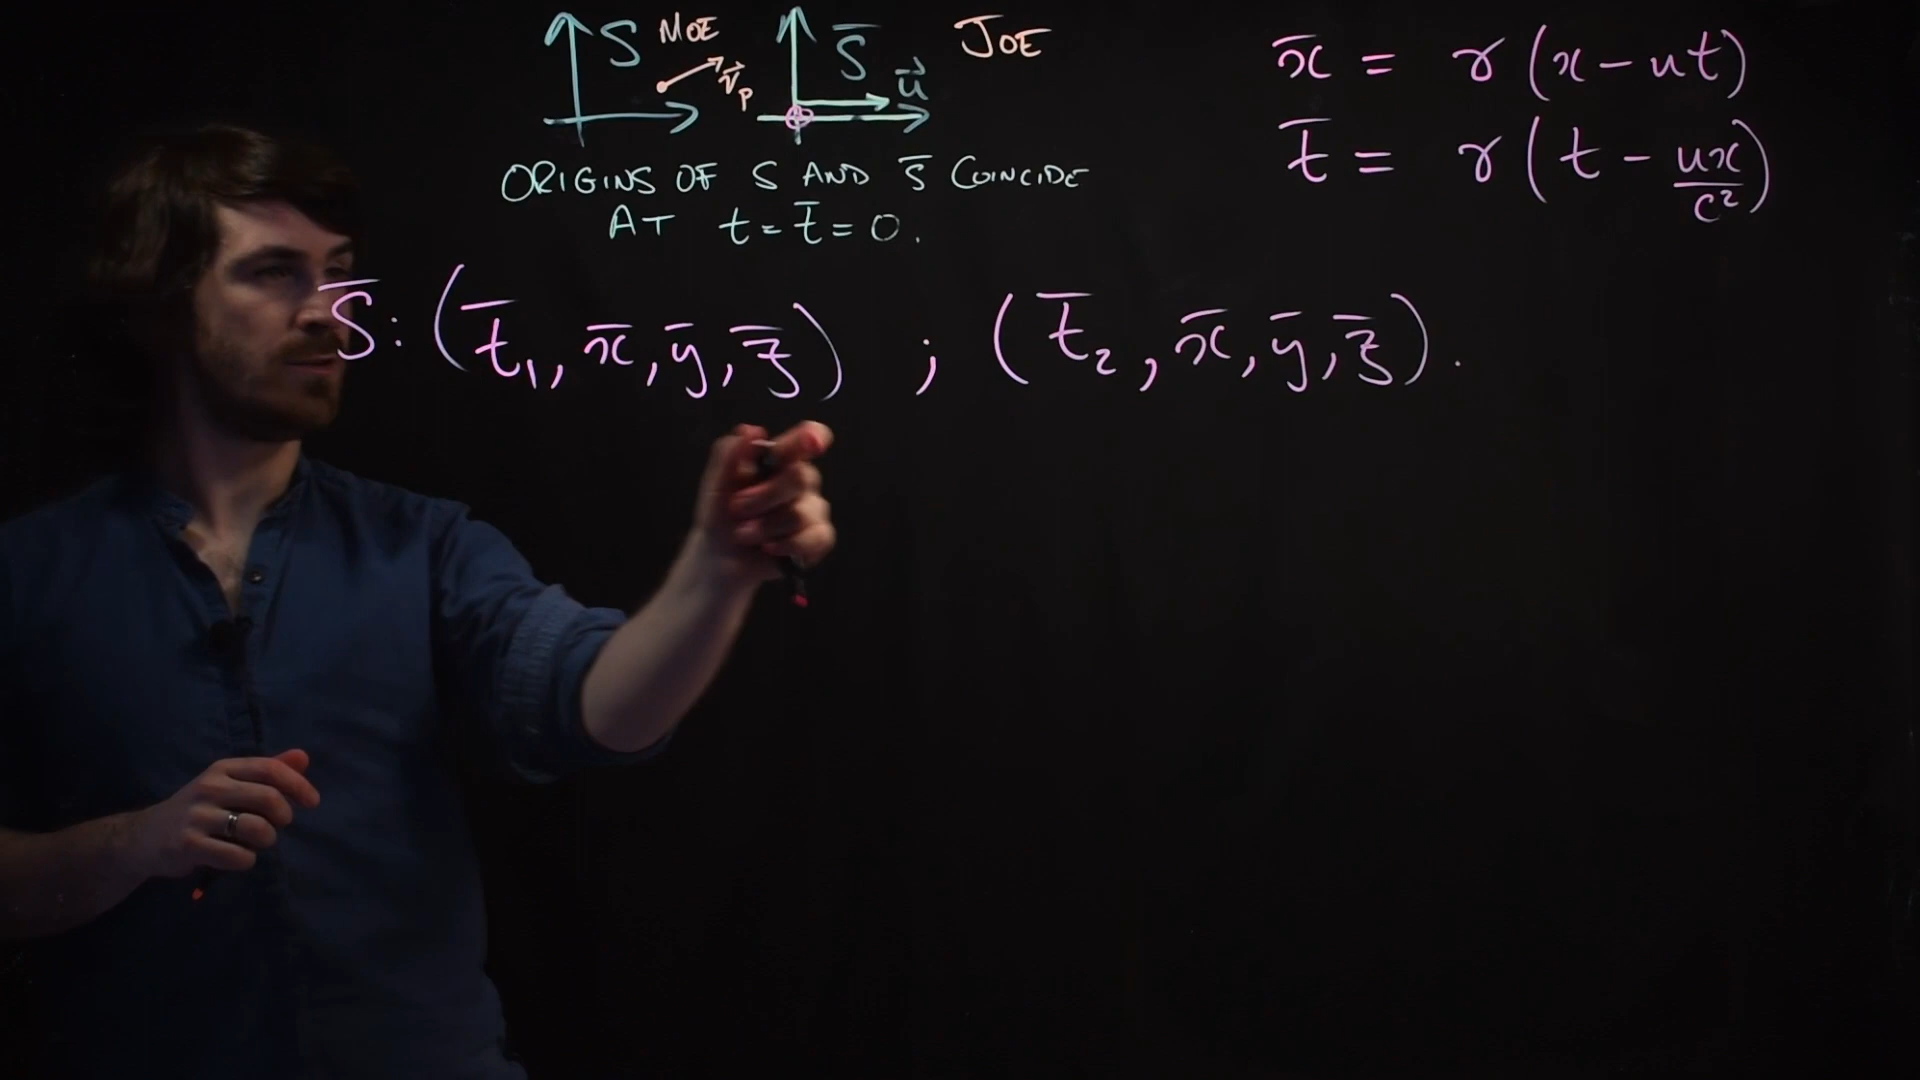 S MOE v⃗ₚ S̅ u⃗ JOE
ORIGINS OF S AND S̅ COINCIDE
AT t = t̅ = 0.
x̅ = γ(x − ut)
t̅ = γ(t − ux/c²)
S̅: (t̅₁, x̅, y̅, z̅) ; (t̅₂, x̅, y̅, z̅).